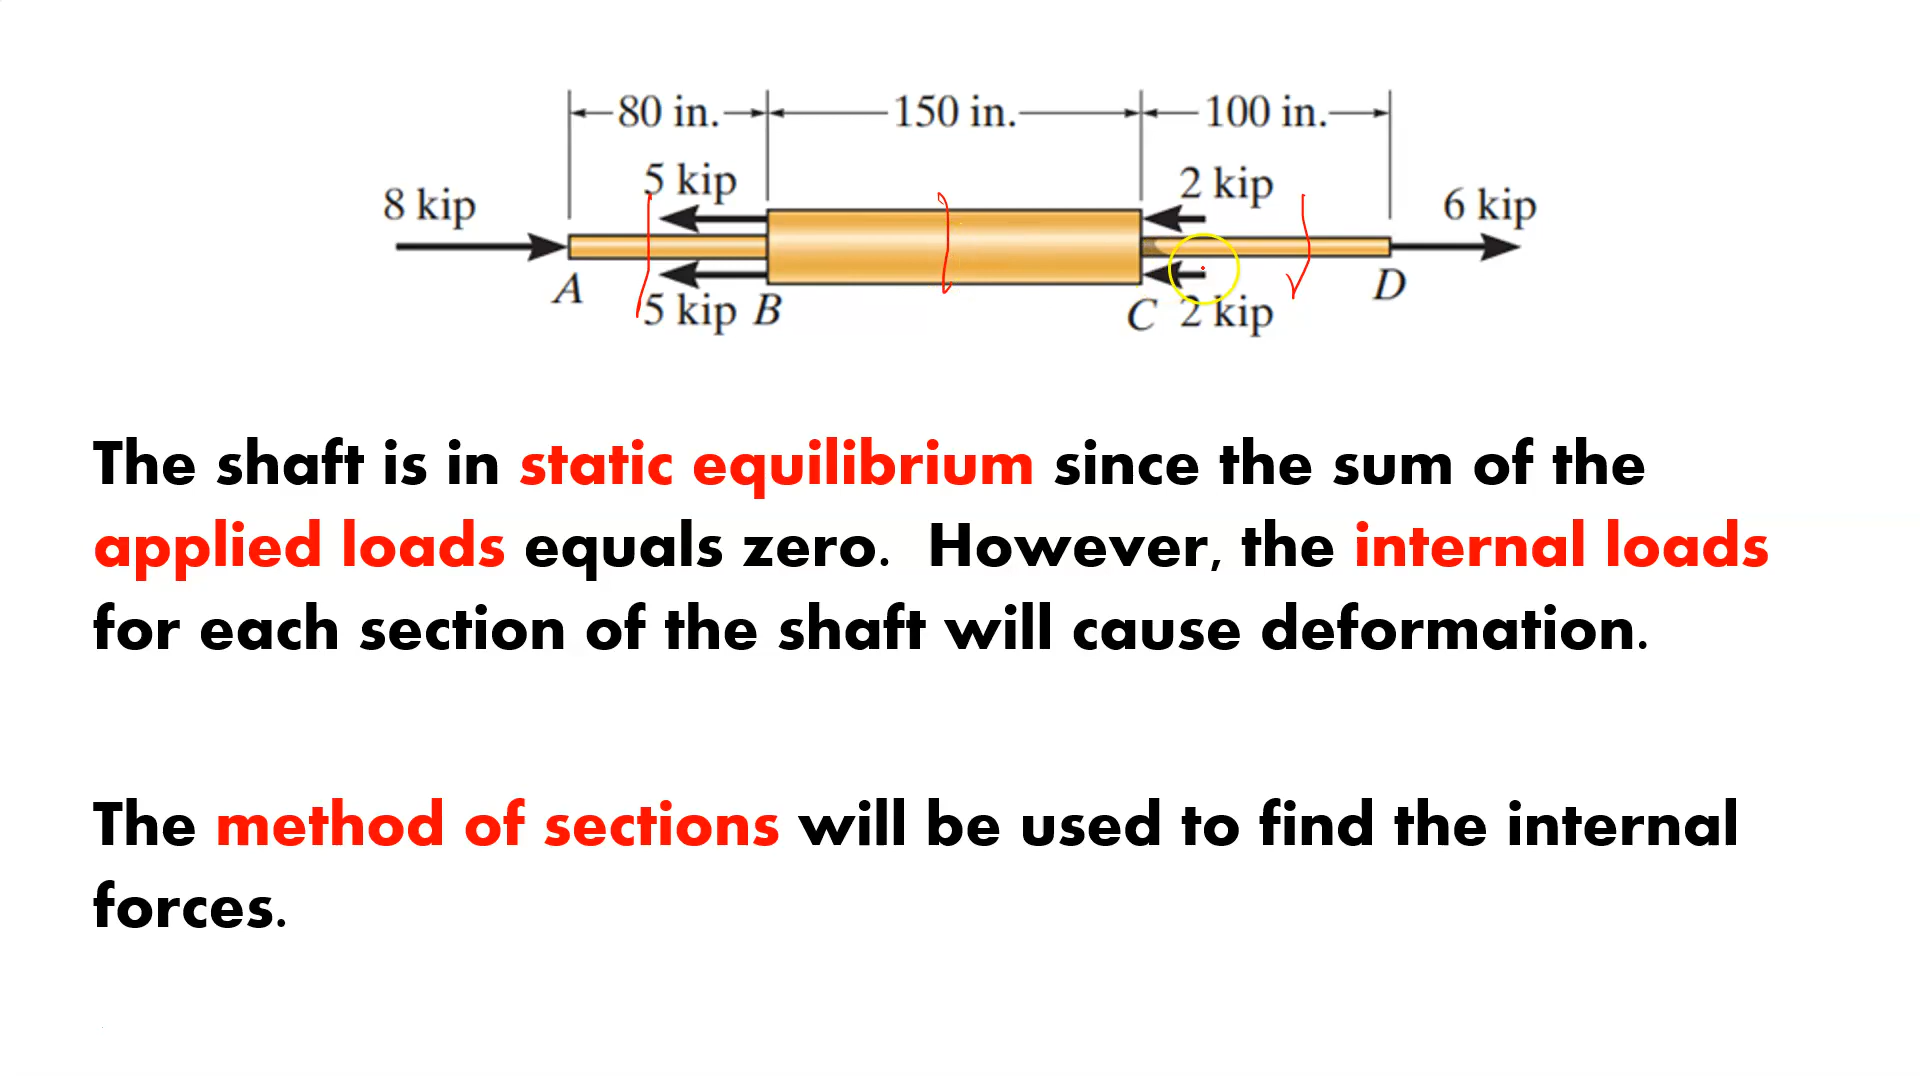 80 in. 150 in. 100 in.
5 kip 2 kip
8 kip 6 kip
A D
5 kip B C 2 kip
The shaft is in static equilibrium since the sum of the
applied loads equals zero. However, the internal loads
for each section of the shaft will cause deformation.
The method of sections will be used to find the internal
forces.